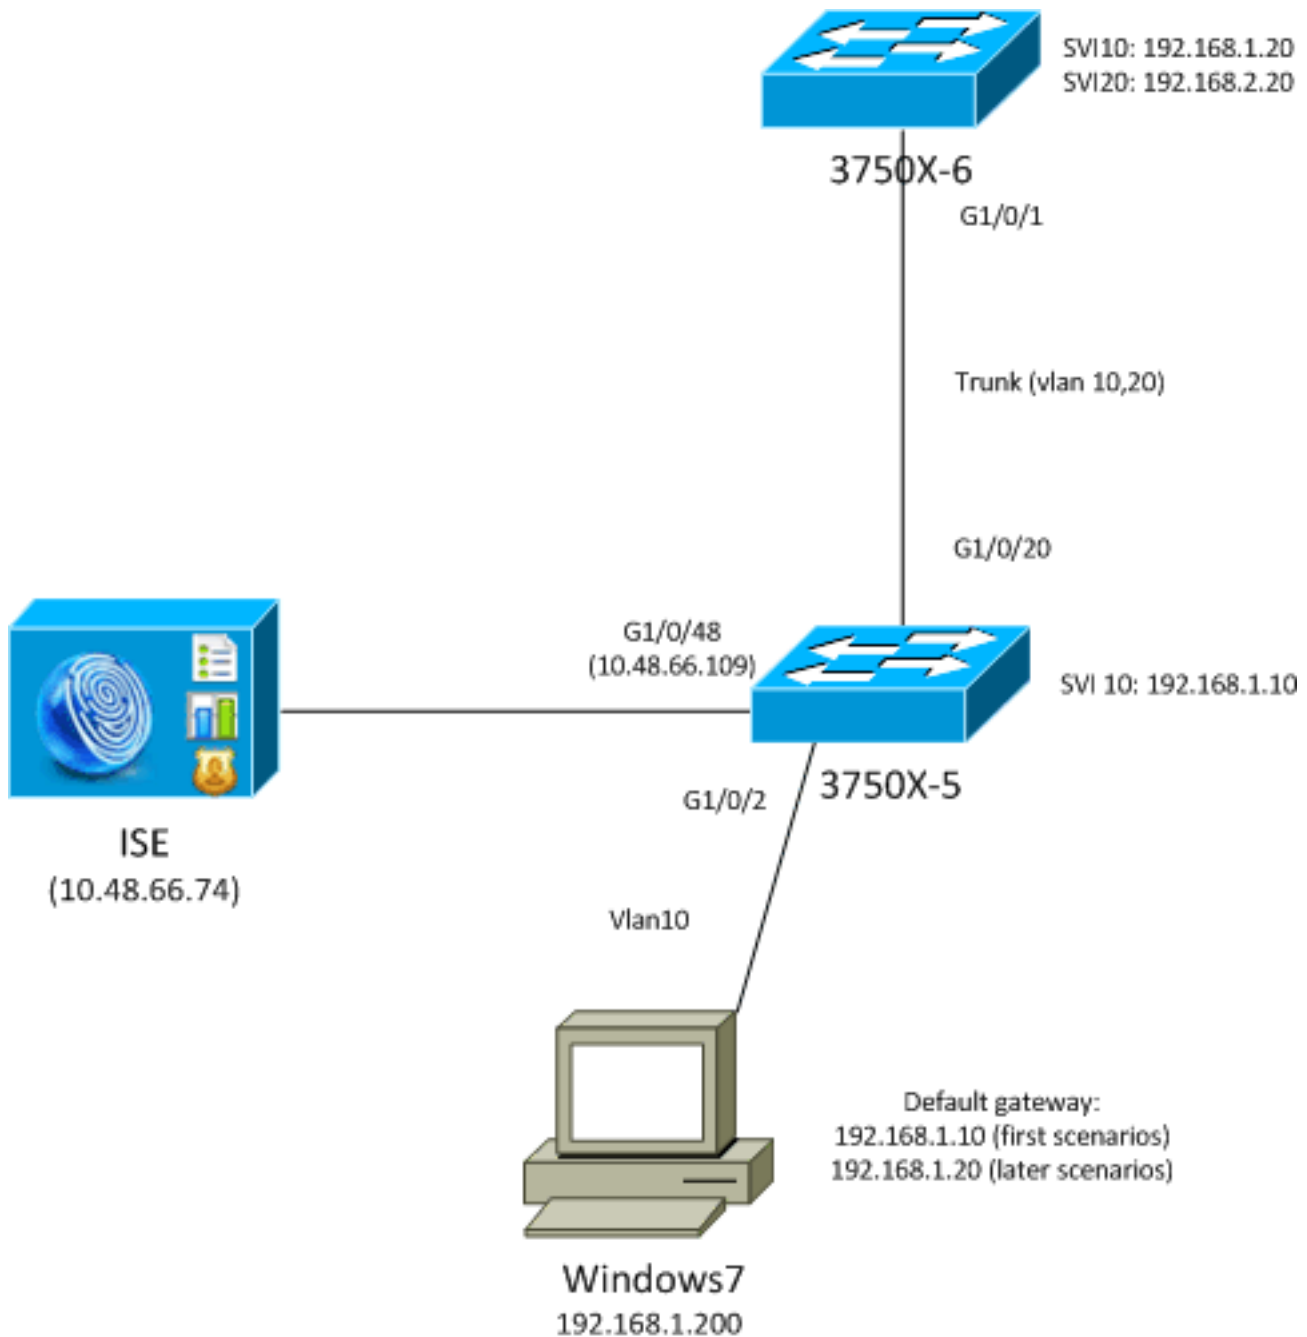 SVI10: 192.168.1.20
SVI20: 192.168.2.20
3750X-6
G1/0/1
Trunk (vlan 10,20)
G1/0/20
G1/0/48
(10.48.66.109)
SVI 10: 192.168.1.10
3750X-5
G1/0/2
ISE
(10.48.66.74)
Vlan10
Default gateway:
192.168.1.10 (first scenarios)
192.168.1.20 (later scenarios)
Windows7
192.168.1.200